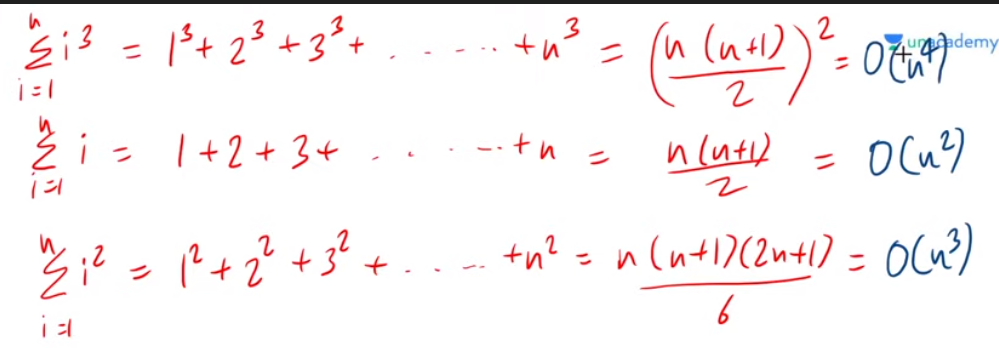 n∑i=1 i³ = 1³ + 2³ + 3³ + . . . . . . + n³ = (n (n+1) / 2)² = O(n⁴)
unacademy
n∑i=1 i = 1 + 2 + 3 + . . . . . . + n = n(n+1) / 2 = O(n²)
n∑i=1 i² = 1² + 2² + 3² + . . . . . . + n² = n (n+1)(2n+1) / 6 = O(n³)